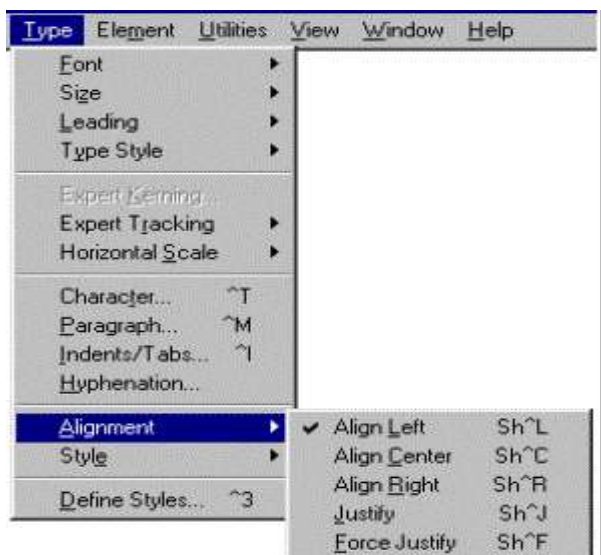 Type Element Utilities View Window Help
Font
Size
Leading
Type Style
Expert Kerning...
Expert Tracking
Horizontal Scale
Character... ^T
Paragraph... ^M
Indents/Tabs... ^I
Hyphenation...
Alignment
Style
Define Styles... ^3
Align Left Sh^L
Align Center Sh^C
Align Right Sh^R
Justify Sh^J
Force Justify Sh^F